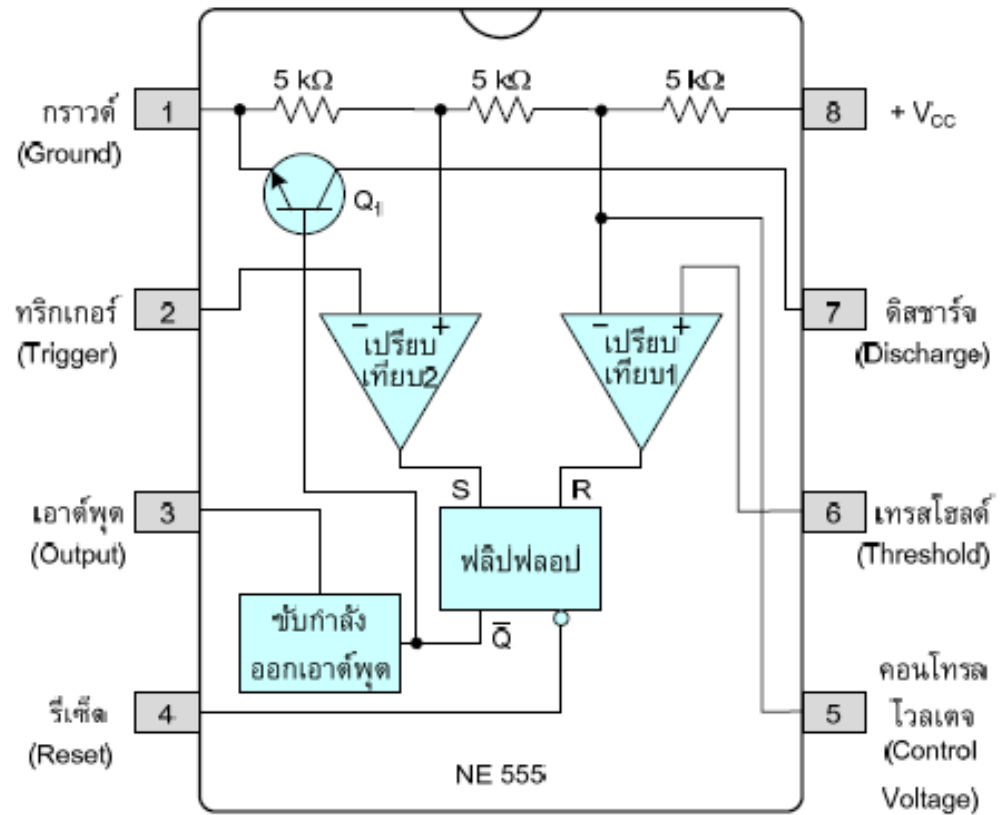 5 kΩ
5 kΩ
5 kΩ
กราวด์
(Ground)
1
8
+ VCC
Q1
ทริกเกอร์
(Trigger)
2
7
ดิสชาร์จ
(Discharge)
−
+
เปรียบ
เทียบ2
−
+
เปรียบ
เทียบ1
S
R
เอาต์พุต
(Output)
3
6
เทรสโฮลด์
(Threshold)
ฟลิปฟลอป
Q̅
ขับกำลัง
ออกเอาต์พุต
รีเซ็ต
(Reset)
4
5
คอนโทรล
โวลเตจ
(Control
Voltage)
NE 555